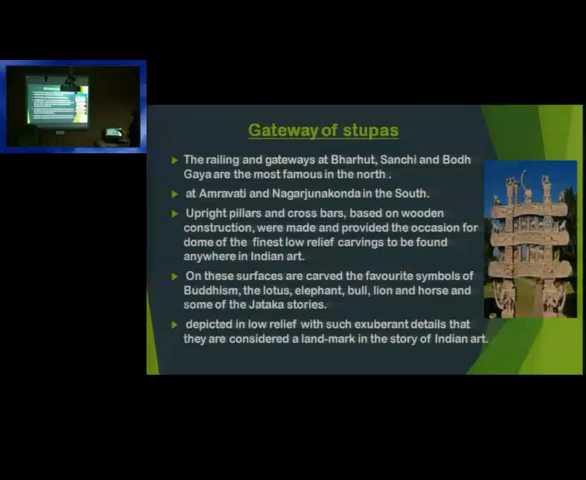 Gateway of stupas
The railing and gateways at Bharhut, Sanchi and Bodh
Gaya are the most famous in the north .
at Amravati and Nagarjunakonda in the South.
Upright pillars and cross bars, based on wooden
construction, were made and provided the occasion for
dome of the finest low relief carvings to be found
anywhere in Indian art.
On these surfaces are carved the favourite symbols of
Buddhism, the lotus, elephant, bull, lion and horse and
some of the Jataka stories.
depicted in low relief with such exuberant details that
they are considered a land-mark in the story of Indian art.